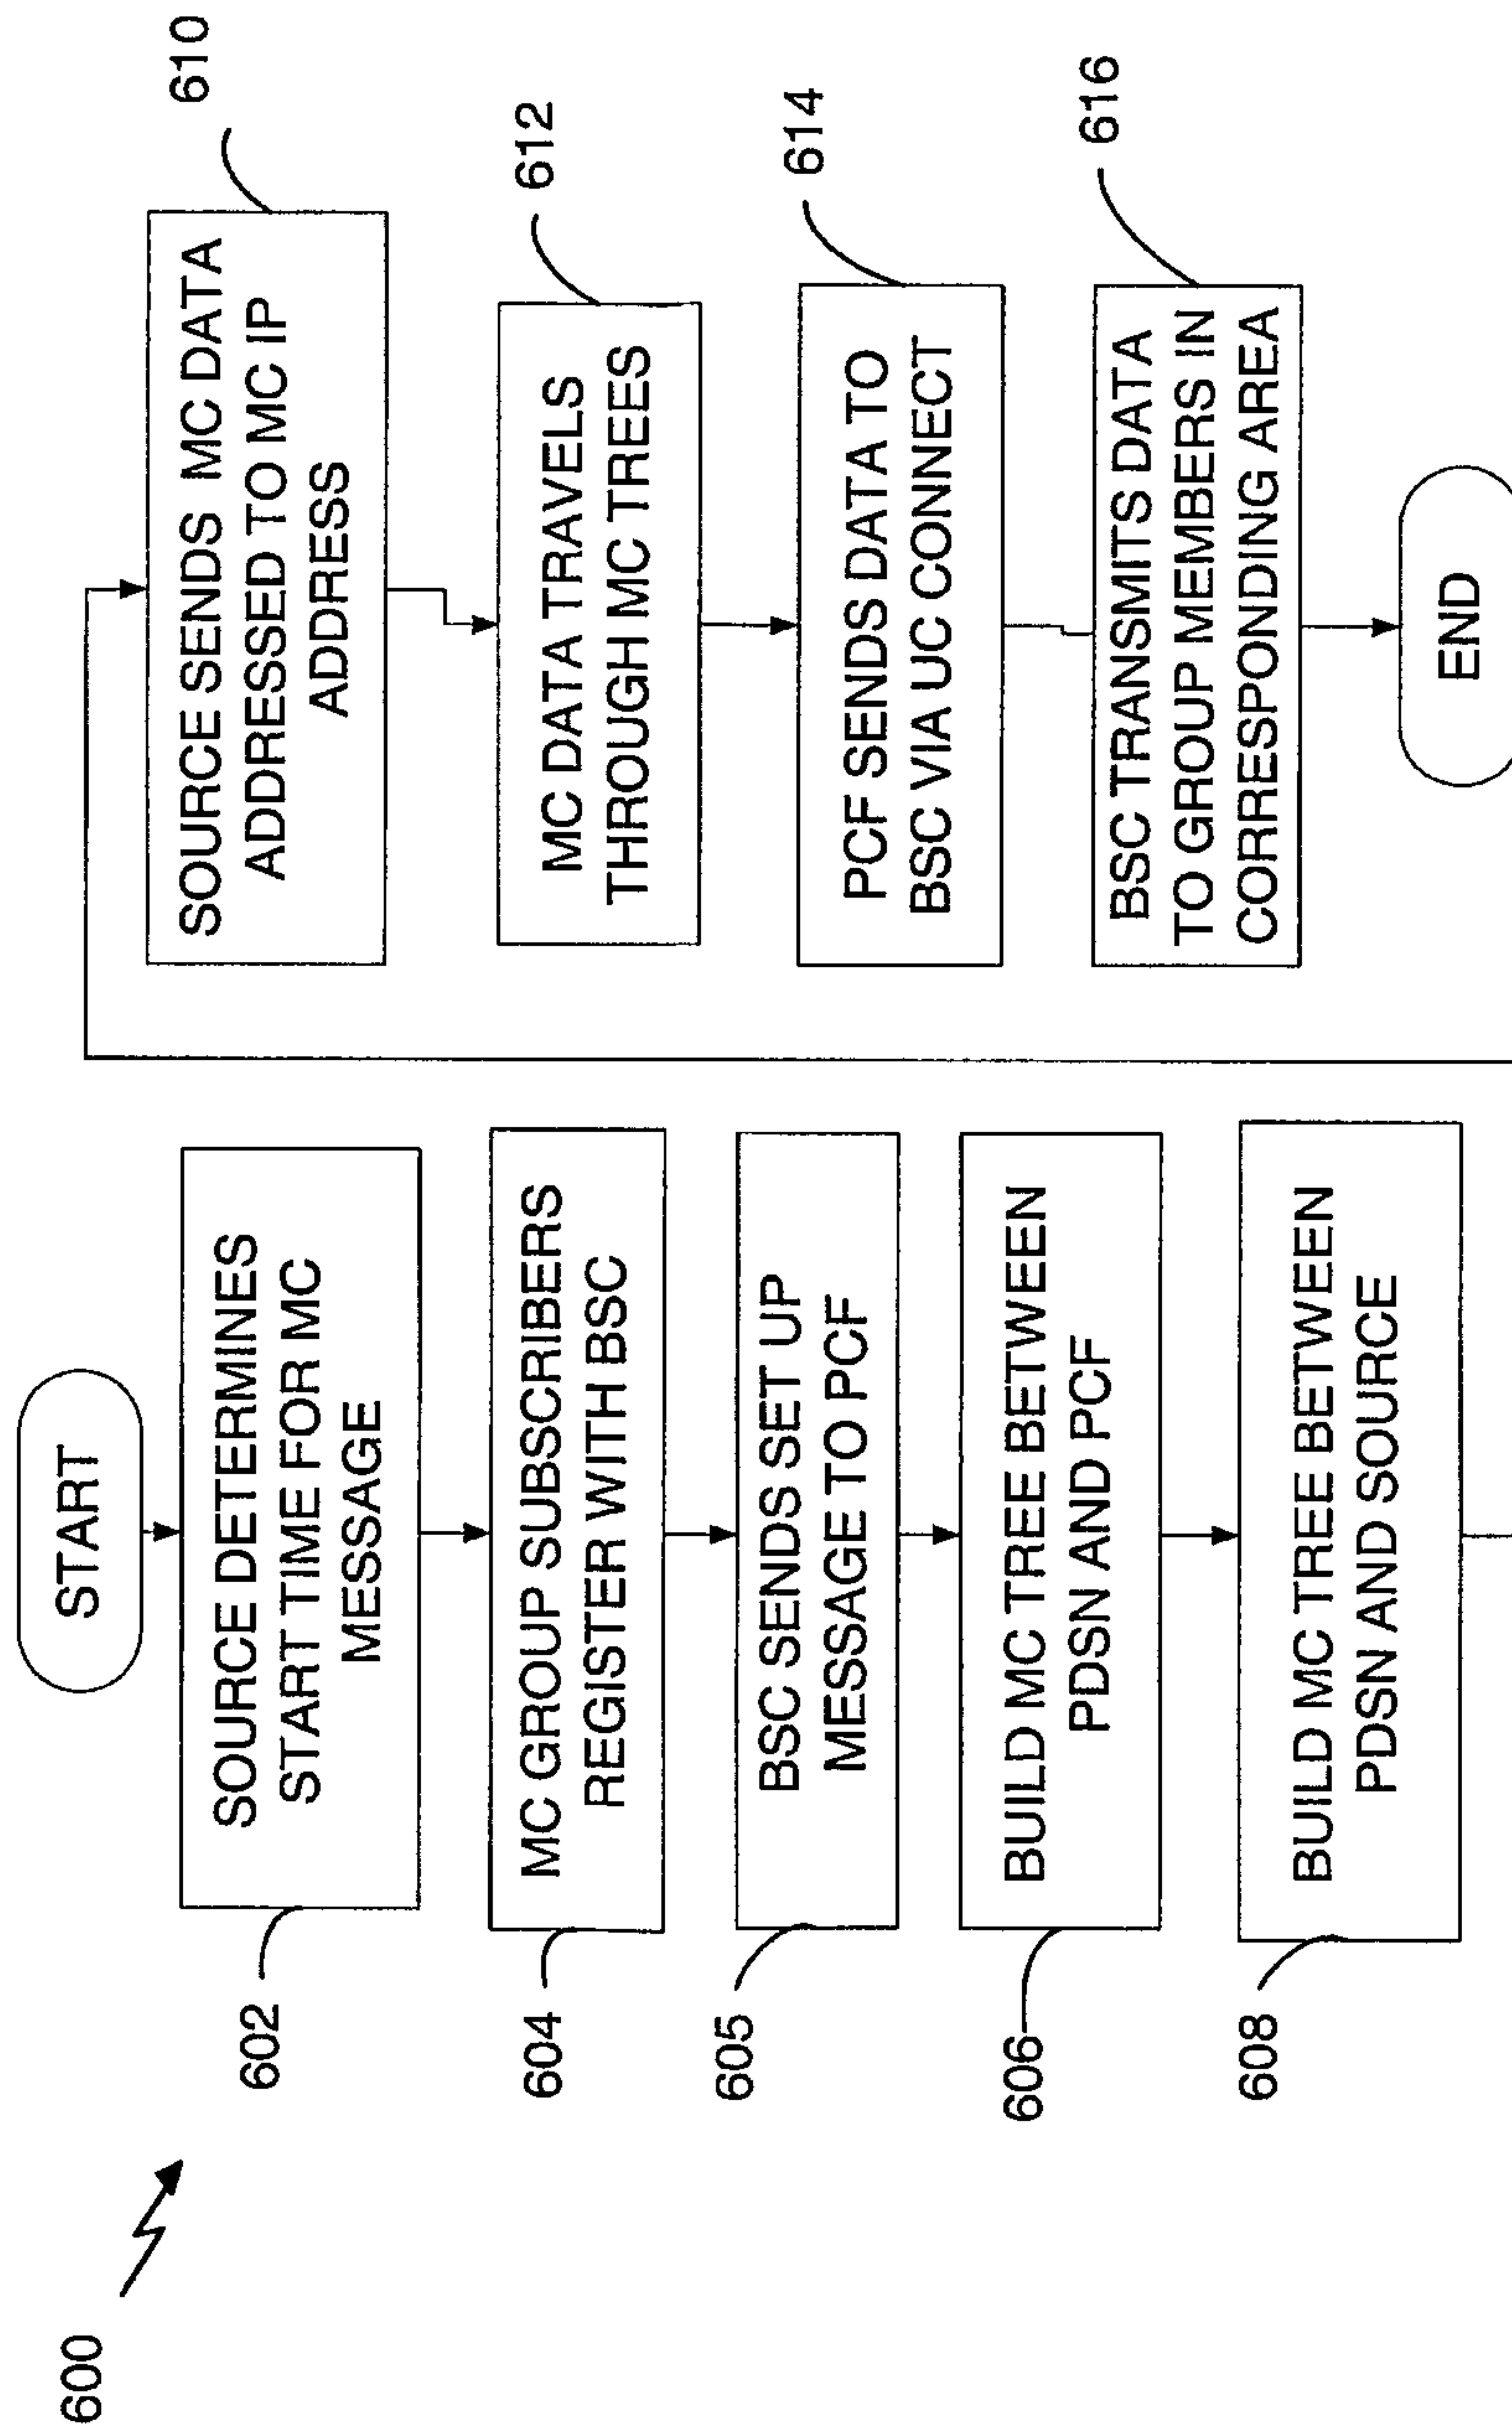 600
START
602
SOURCE DETERMINES
START TIME FOR MC
MESSAGE
604
MC GROUP SUBSCRIBERS
REGISTER WITH BSC
605
BSC SENDS SET UP
MESSAGE TO PCF
606
BUILD MC TREE BETWEEN
PDSN AND PCF
608
BUILD MC TREE BETWEEN
PDSN AND SOURCE
610
SOURCE SENDS MC DATA
ADDRESSED TO MC IP
ADDRESS
612
MC DATA TRAVELS
THROUGH MC TREES
614
PCF SENDS DATA TO
BSC VIA UC CONNECT
616
BSC TRANSMITS DATA
TO GROUP MEMBERS IN
CORRESPONDING AREA
END